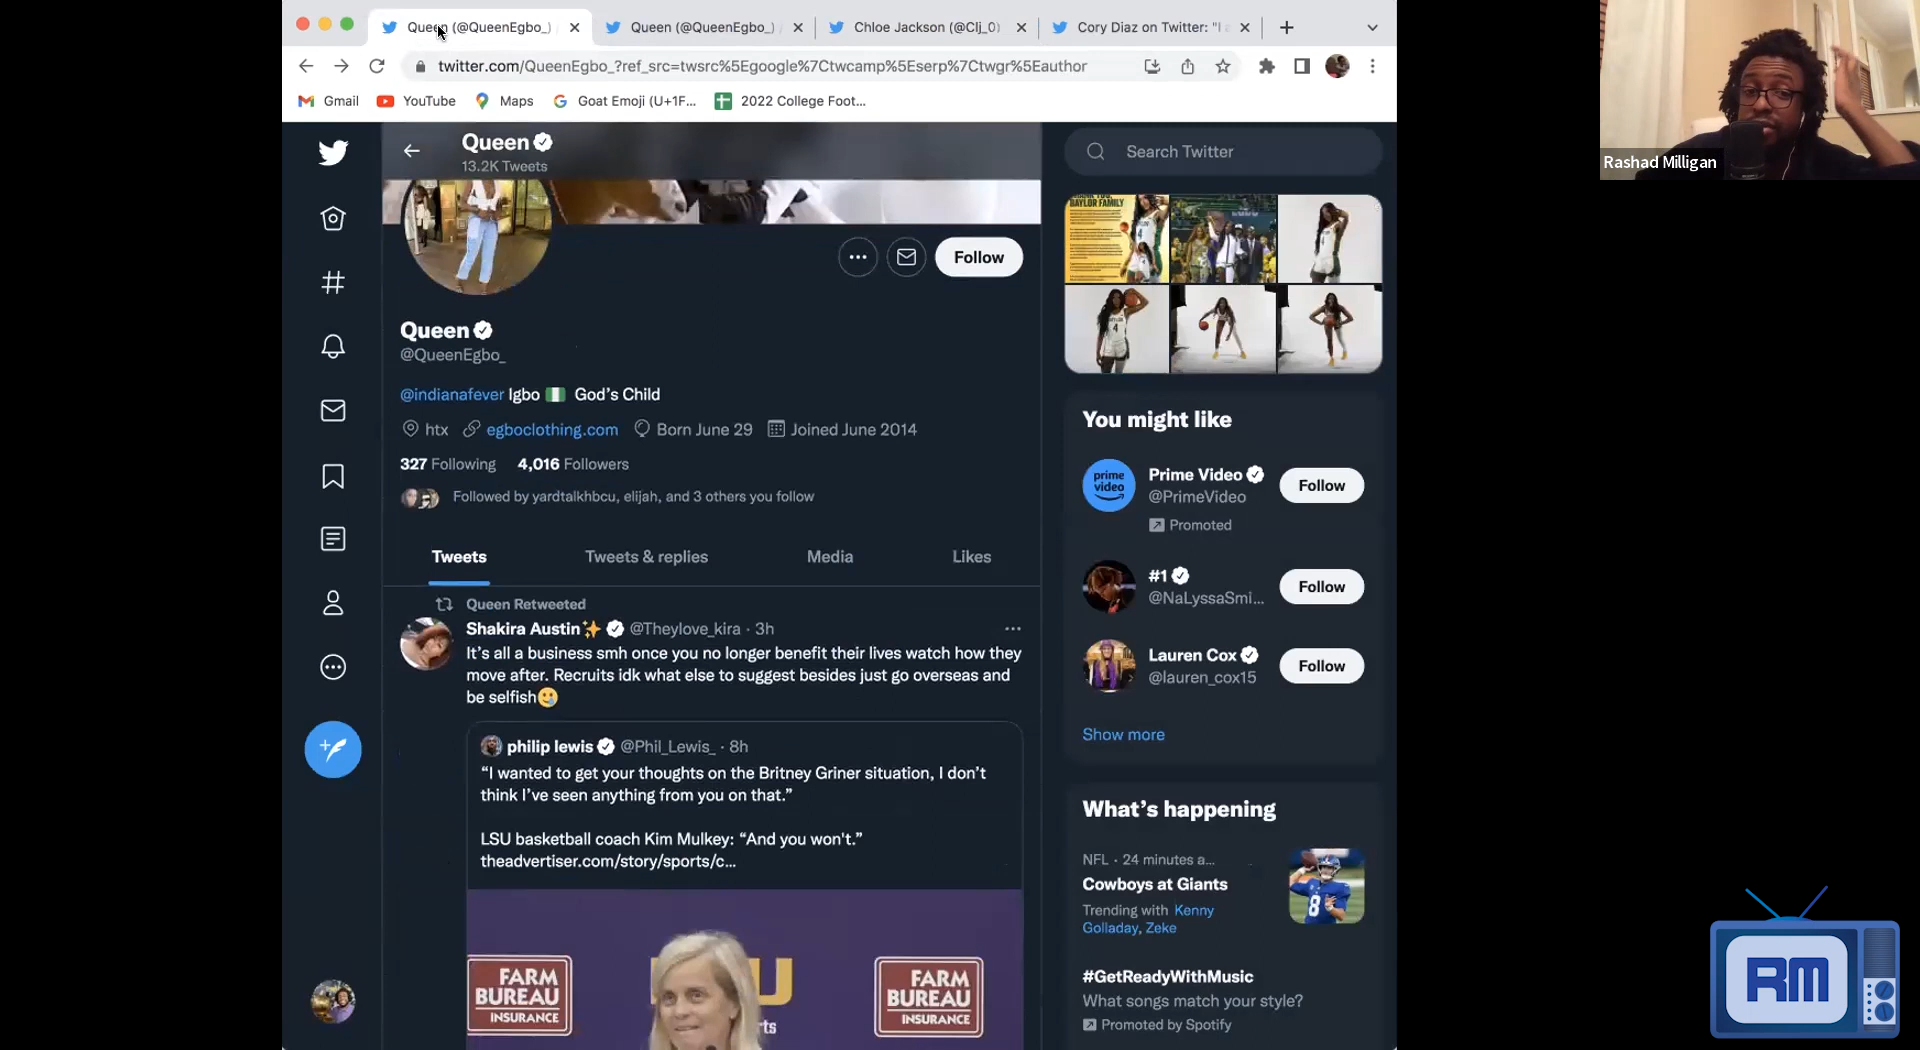 Queen (@QueenEgbo_)
Queen (@QueenEgbo_)
Chloe Jackson (@Clj_0)
Cory Diaz on Twitter: "I
twitter.com/QueenEgbo_?ref_src=twsrc%5Egoogle%7Ctwcamp%5Eserp%7Ctwgr%5Eauthor
Gmail
YouTube
Maps
Goat Emoji (U+1F...
2022 College Foot...
Rashad Milligan
Queen
13.2K Tweets
Search Twitter
BAYLOR FAMILY
Follow
Queen
@QueenEgbo_
@indianafever Igbo 🇳🇬 God's Child
htx egboclothing.com Born June 29 Joined June 2014
327 Following 4,016 Followers
Followed by yardtalkhbcu, elijah, and 3 others you follow
Tweets
Tweets & replies
Media
Likes
Queen Retweeted
Shakira Austin✨ @Theylove_kira · 3h
It's all a business smh once you no longer benefit their lives watch how they
move after. Recruits idk what else to suggest besides just go overseas and
be selfish🥲
philip lewis @Phil_Lewis_ · 8h
"I wanted to get your thoughts on the Britney Griner situation, I don't
think I've seen anything from you on that."
LSU basketball coach Kim Mulkey: "And you won't."
theadvertiser.com/story/sports/c...
FARM
BUREAU
INSURANCE
FARM
BUREAU
INSURANCE
You might like
prime
video
Prime Video
@PrimeVideo
Follow
Promoted
#1
@NaLyssaSmi...
Follow
Lauren Cox
@lauren_cox15
Follow
Show more
What's happening
NFL · 24 minutes a...
Cowboys at Giants
Trending with Kenny
Golladay, Zeke
#GetReadyWithMusic
What songs match your style?
Promoted by Spotify
RM